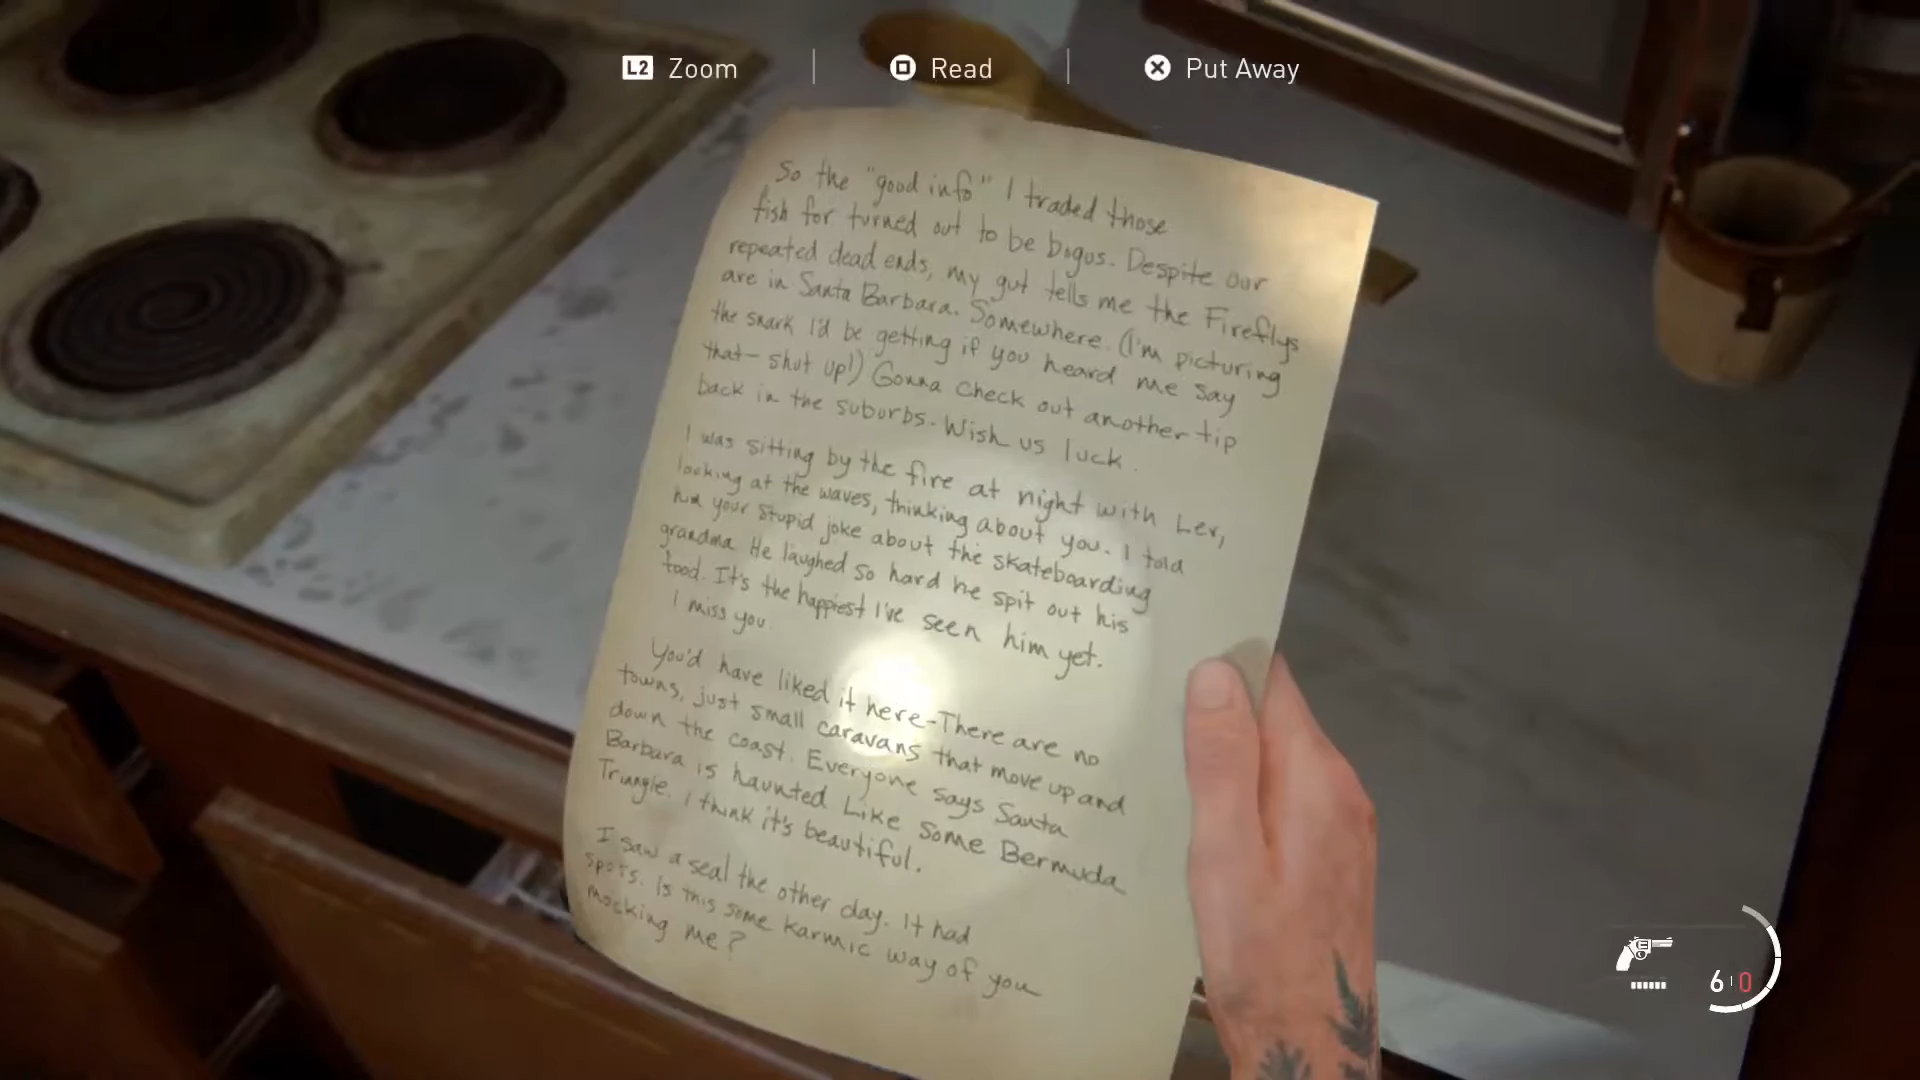 L2 Zoom | Read | Put Away
So the "good info" I traded those
fish for turned out to be bogus. Despite our
repeated dead ends, my gut tells me the Fireflys
are in Santa Barbara. Somewhere. (I'm picturing
the snark I'd be getting if you heard me say
that - shut up!) Gonna check out another tip
back in the suburbs. Wish us luck.
I was sitting by the fire at night with Lev,
looking at the waves, thinking about you. I told
him your stupid joke about the skateboarding
grandma. He laughed so hard he spit out his
food. It's the happiest I've seen him yet.
I miss you.
You'd have liked it here - There are no
towns, just small caravans that move up and
down the coast. Everyone says Santa
Barbara is haunted Like some Bermuda
Triangle. I think it's beautiful.
I saw a seal the other day. It had
spots. Is this some karmic way of you
mocking me?
6 | 0